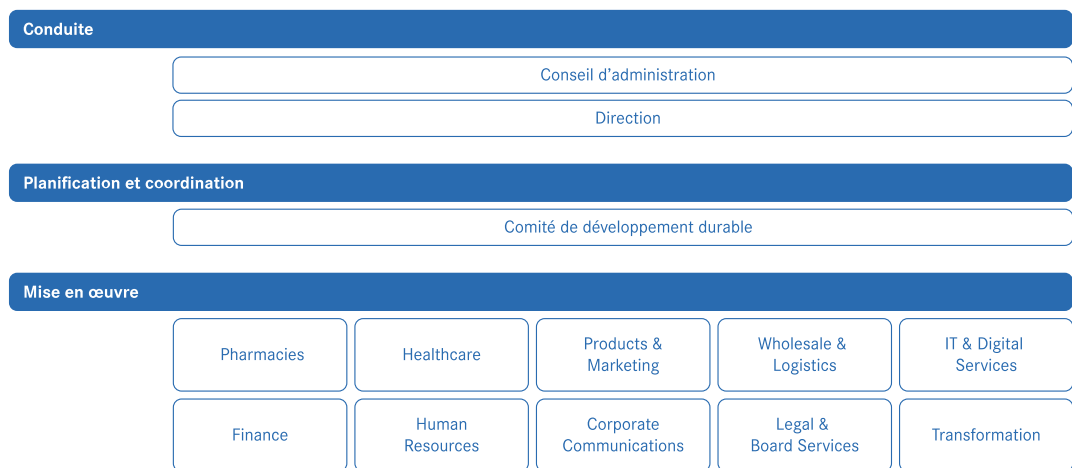 Conduite
Conseil d’administration
Direction
Planification et coordination
Comité de développement durable
Mise en œuvre
Pharmacies
Healthcare
Products &
Marketing
Wholesale &
Logistics
IT & Digital
Services
Finance
Human
Resources
Corporate
Communications
Legal &
Board Services
Transformation